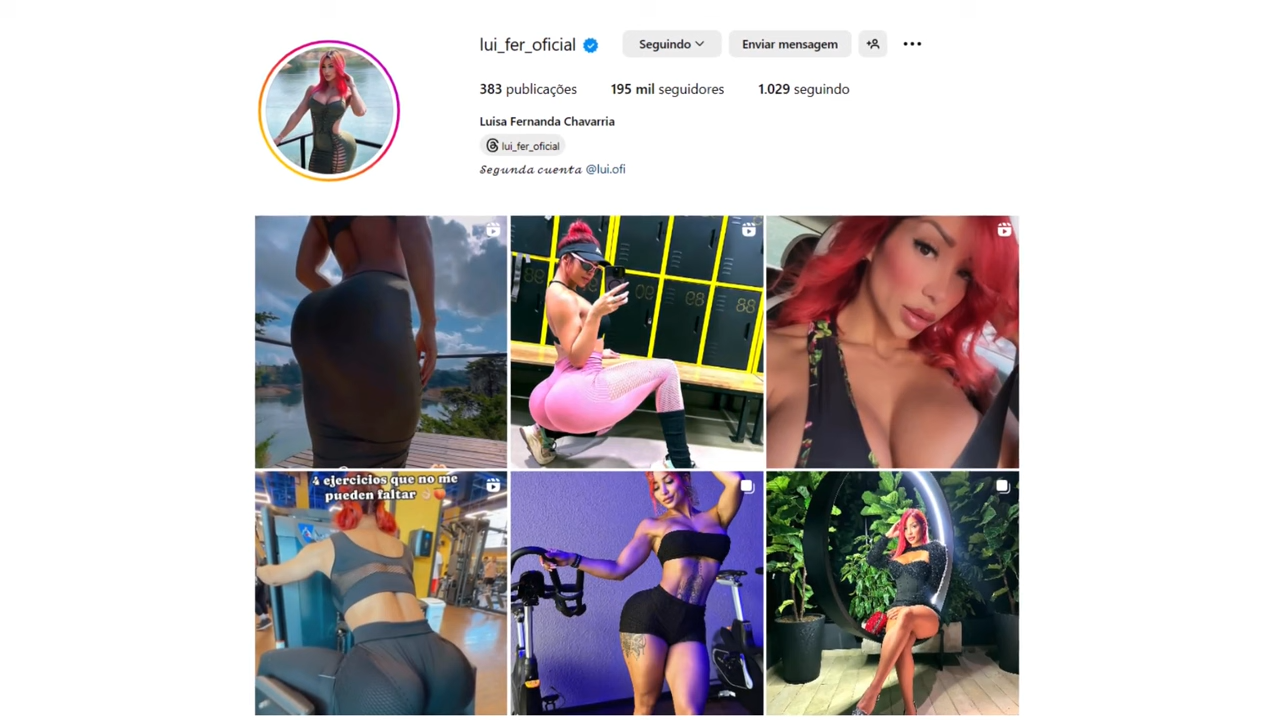 lui_fer_oficial
Seguindo
Enviar mensagem
383 publicações
195 mil seguidores
1.029 seguindo
Luisa Fernanda Chavarria
lui_fer_oficial
Segunda cuenta @lui.ofi
88
4 ejercicios que no me
pueden faltar